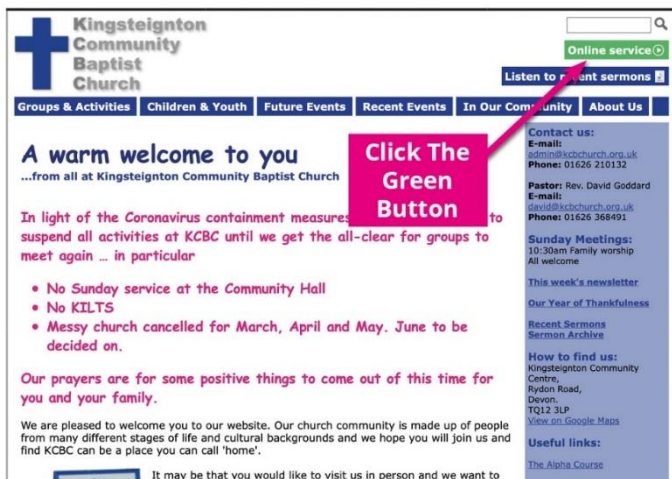 Kingsteignton
Community
Baptist
Church
Online service
Listen to recent sermons
Groups & Activities Children & Youth Future Events Recent Events In Our Community About Us
A warm welcome to you
...from all at Kingsteignton Community Baptist Church
Click The
Green
Button
In light of the Coronavirus containment measures to
suspend all activities at KCBC until we get the all-clear for groups to
meet again ... in particular
• No Sunday service at the Community Hall
• No KILTS
• Messy church cancelled for March, April and May. June to be
decided on.
Our prayers are for some positive things to come out of this time for
you and your family.
We are pleased to welcome you to our website. Our church community is made up of people
from many different stages of life and cultural backgrounds and we hope you will join us and
find KCBC can be a place you can call 'home'.
It may be that you would like to visit us in person and we want to
Contact us:
E-mail:
admin@kcbchurch.org.uk
Phone: 01626 210132
Pastor: Rev. David Goddard
E-mail:
david@kcbchurch.org.uk
Phone: 01626 368491
Sunday Meetings:
10:30am Family worship
All welcome
This week's newsletter
Our Year of Thankfulness
Recent Sermons
Sermon Archive
How to find us:
Kingsteignton Community
Centre,
Rydon Road,
Devon.
TQ12 3LP
View on Google Maps
Useful links:
The Alpha Course